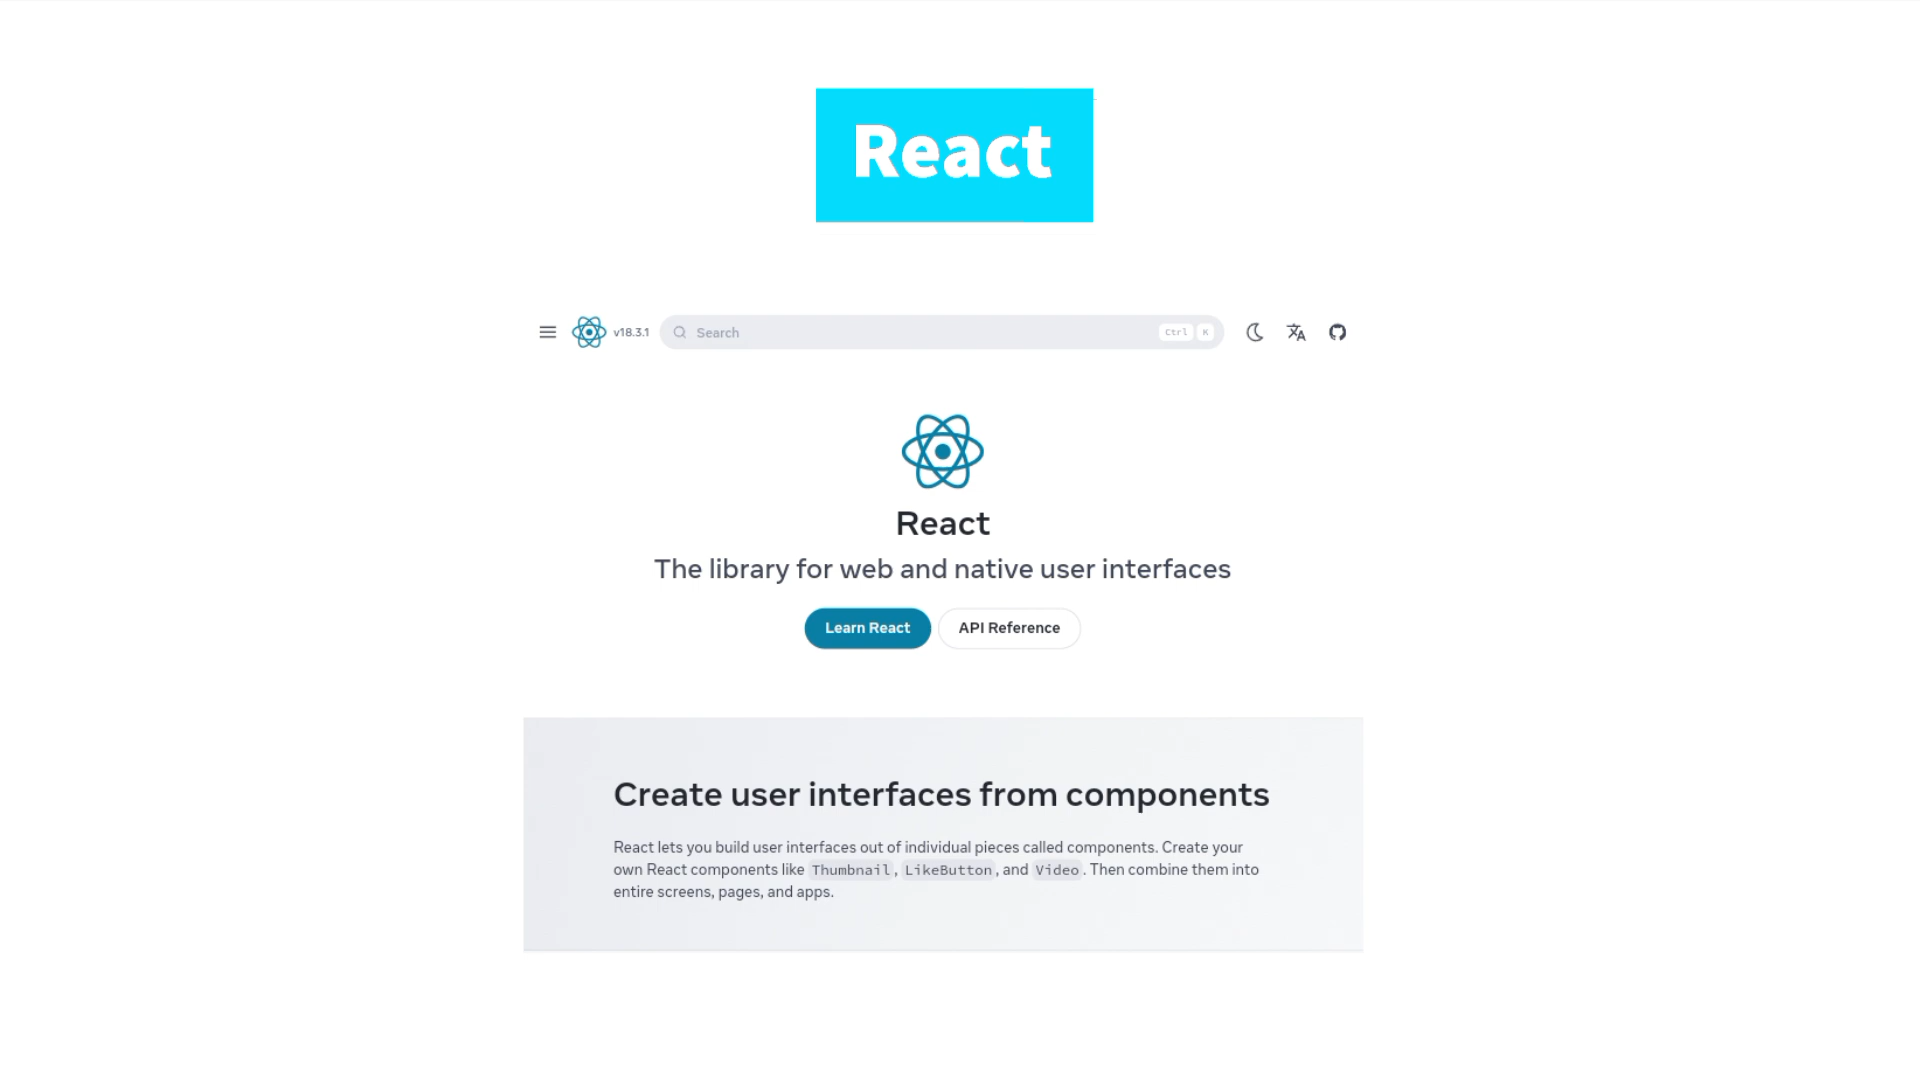 React
v18.3.1 Search Ctrl K
React
The library for web and native user interfaces
Learn React API Reference
Create user interfaces from components
React lets you build user interfaces out of individual pieces called components. Create your
own React components like Thumbnail, LikeButton, and Video. Then combine them into
entire screens, pages, and apps.